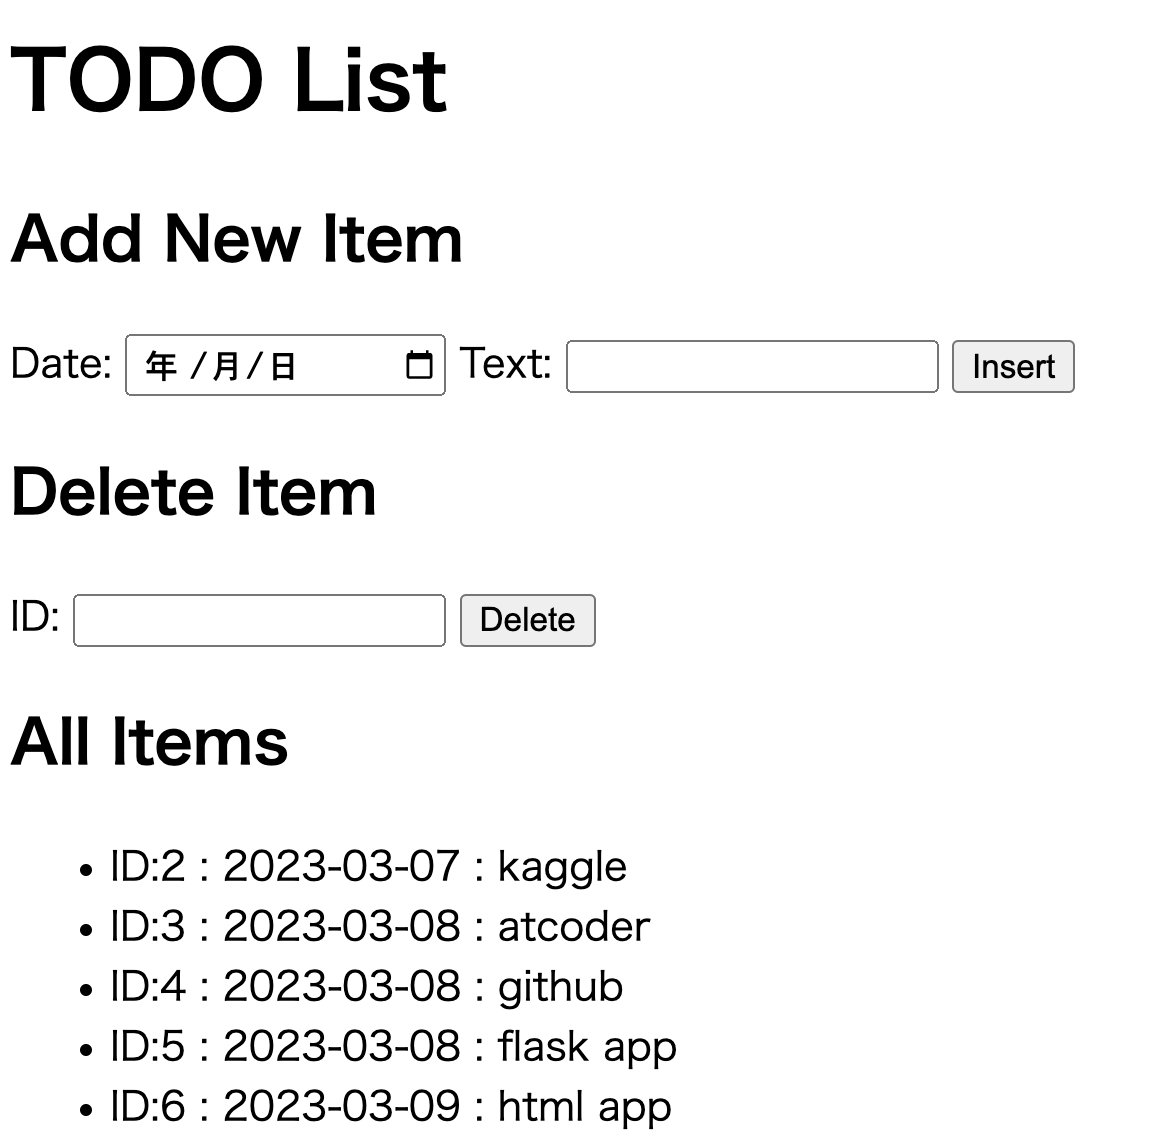 TODO List
Add New Item
Date: 年 /月/日 Text: Insert
Delete Item
ID: Delete
All Items
• ID:2 : 2023-03-07 : kaggle
• ID:3 : 2023-03-08 : atcoder
• ID:4 : 2023-03-08 : github
• ID:5 : 2023-03-08 : flask app
• ID:6 : 2023-03-09 : html app